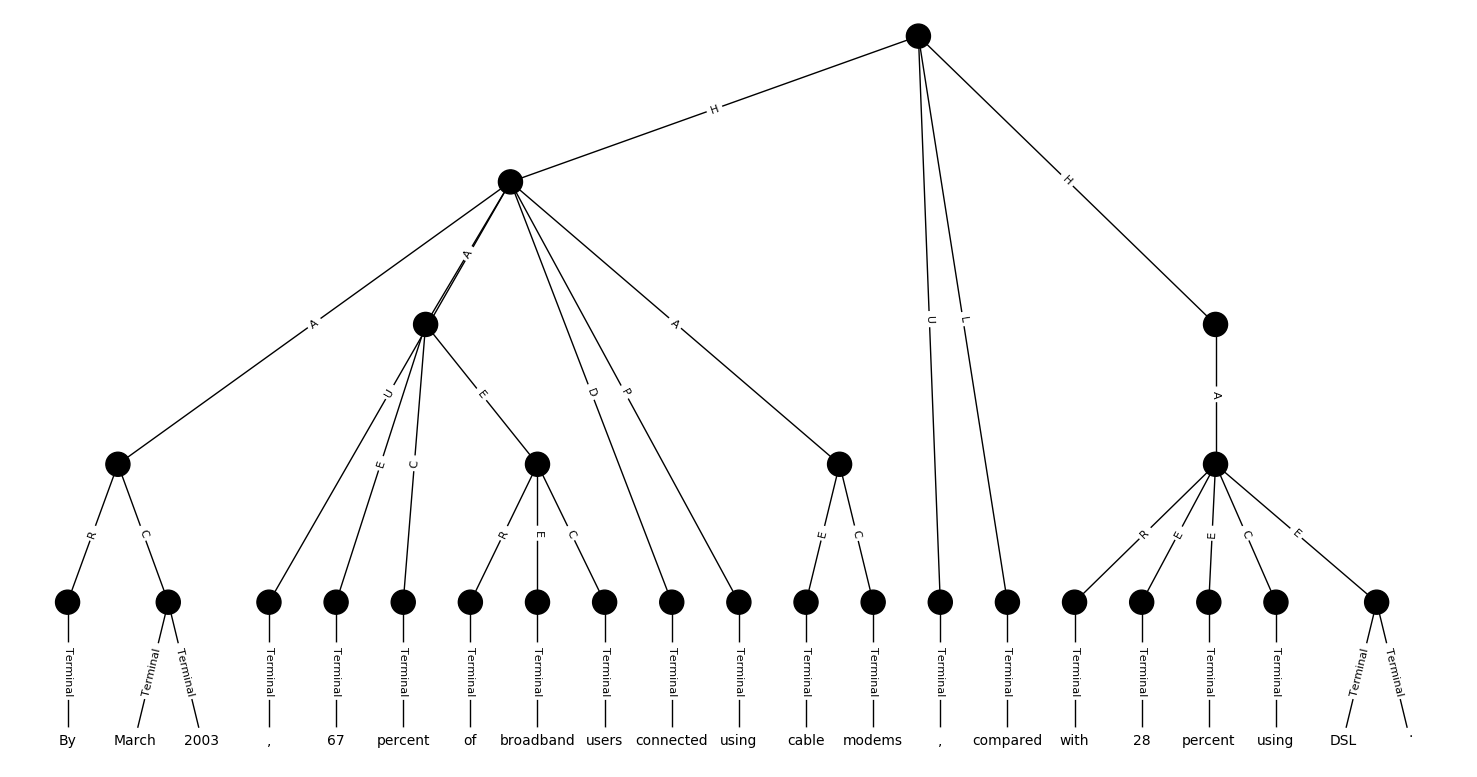 H
A
H
A
A
U
L
U
E
D
P
A
E
C
R
C
R
E
C
E
C
R
E
E
C
E
Terminal Terminal Terminal Terminal Terminal Terminal Terminal Terminal Terminal Terminal Terminal Terminal Terminal Terminal Terminal Terminal Terminal Terminal Terminal Terminal Terminal
By March 2003 , 67 percent of broadband users connected using cable modems , compared with 28 percent using DSL .